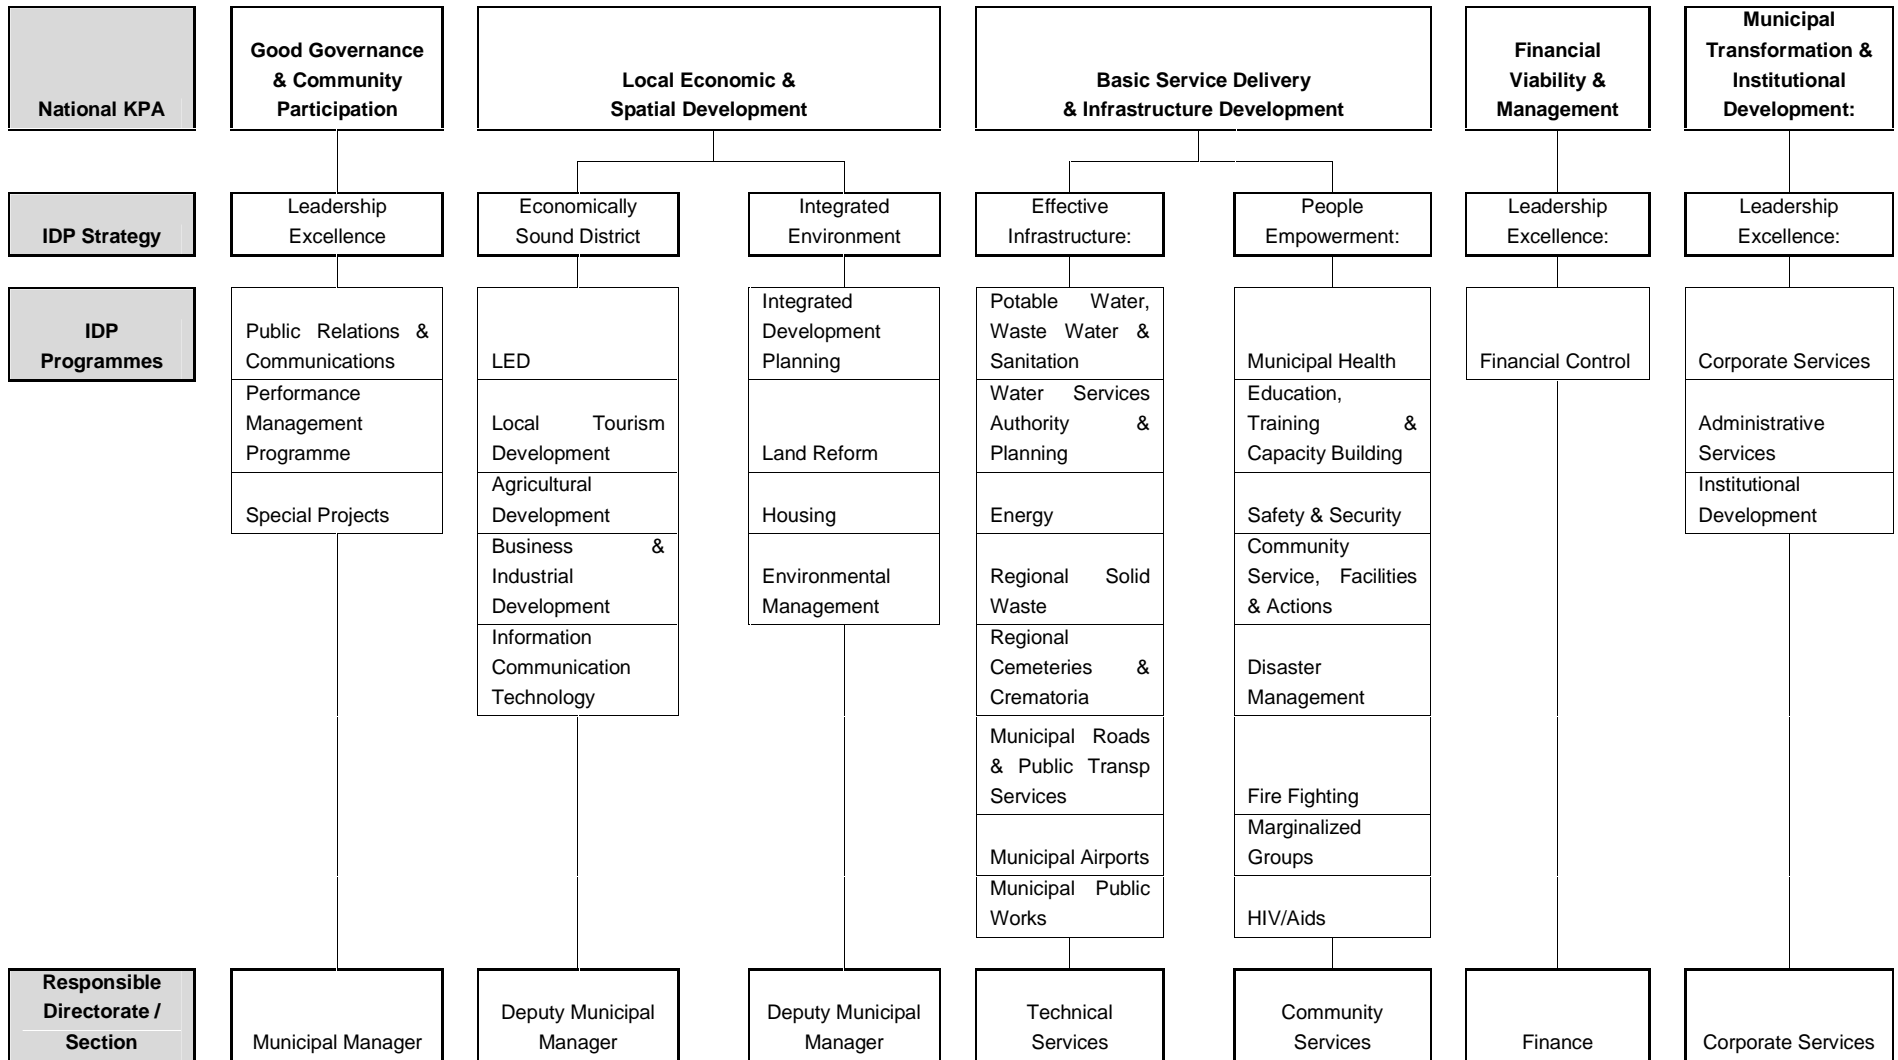 National KPA
Good Governance
& Community
Participation
Local Economic &
Spatial Development
Basic Service Delivery
& Infrastructure Development
Financial
Viability &
Management
Municipal
Transformation &
Institutional
Development:
IDP Strategy
Leadership
Excellence
Economically
Sound District
Integrated
Environment
Effective
Infrastructure:
People
Empowerment:
Leadership
Excellence:
Leadership
Excellence:
IDP
Programmes
Public Relations &
Communications
Performance
Management
Programme
Special Projects
LED
Local Tourism
Development
Agricultural
Development
Business &
Industrial
Development
Information
Communication
Technology
Integrated
Development
Planning
Land Reform
Housing
Environmental
Management
Potable Water,
Waste Water &
Sanitation
Water Services
Authority &
Planning
Energy
Regional Solid
Waste
Regional
Cemeteries &
Crematoria
Municipal Roads
& Public Transp
Services
Municipal Airports
Municipal Public
Works
Municipal Health
Education,
Training &
Capacity Building
Safety & Security
Community
Service, Facilities
& Actions
Disaster
Management
Fire Fighting
Marginalized
Groups
HIV/Aids
Financial Control
Corporate Services
Administrative
Services
Institutional
Development
Responsible
Directorate /
Section
Municipal Manager
Deputy Municipal
Manager
Deputy Municipal
Manager
Technical
Services
Community
Services
Finance
Corporate Services